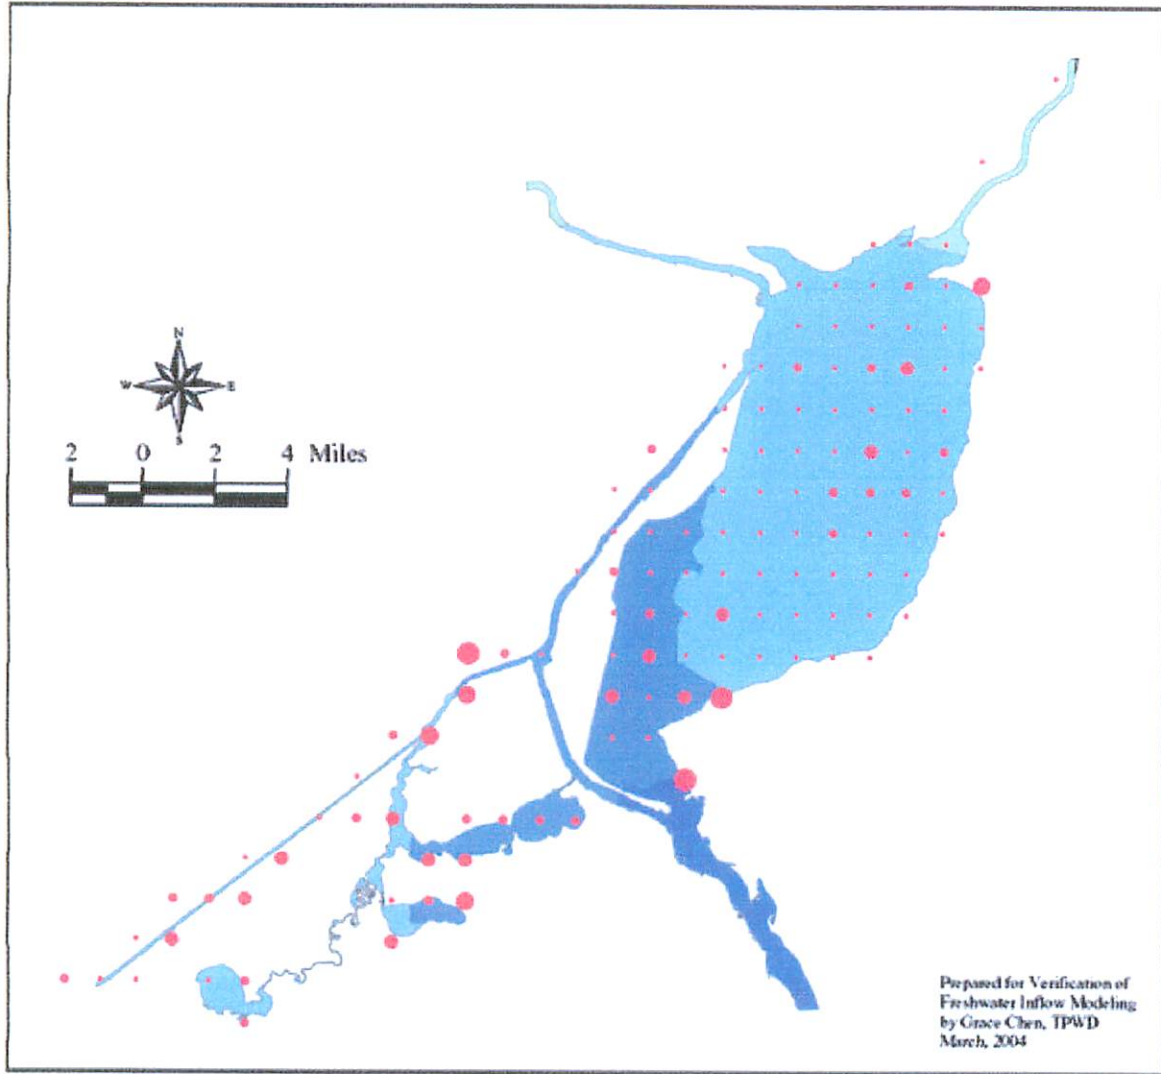 N
W E
S
2 0 2 4 Miles
Prepared for Verification of
Freshwater Inflow Modeling
by Grace Chen, TPWD
March, 2004